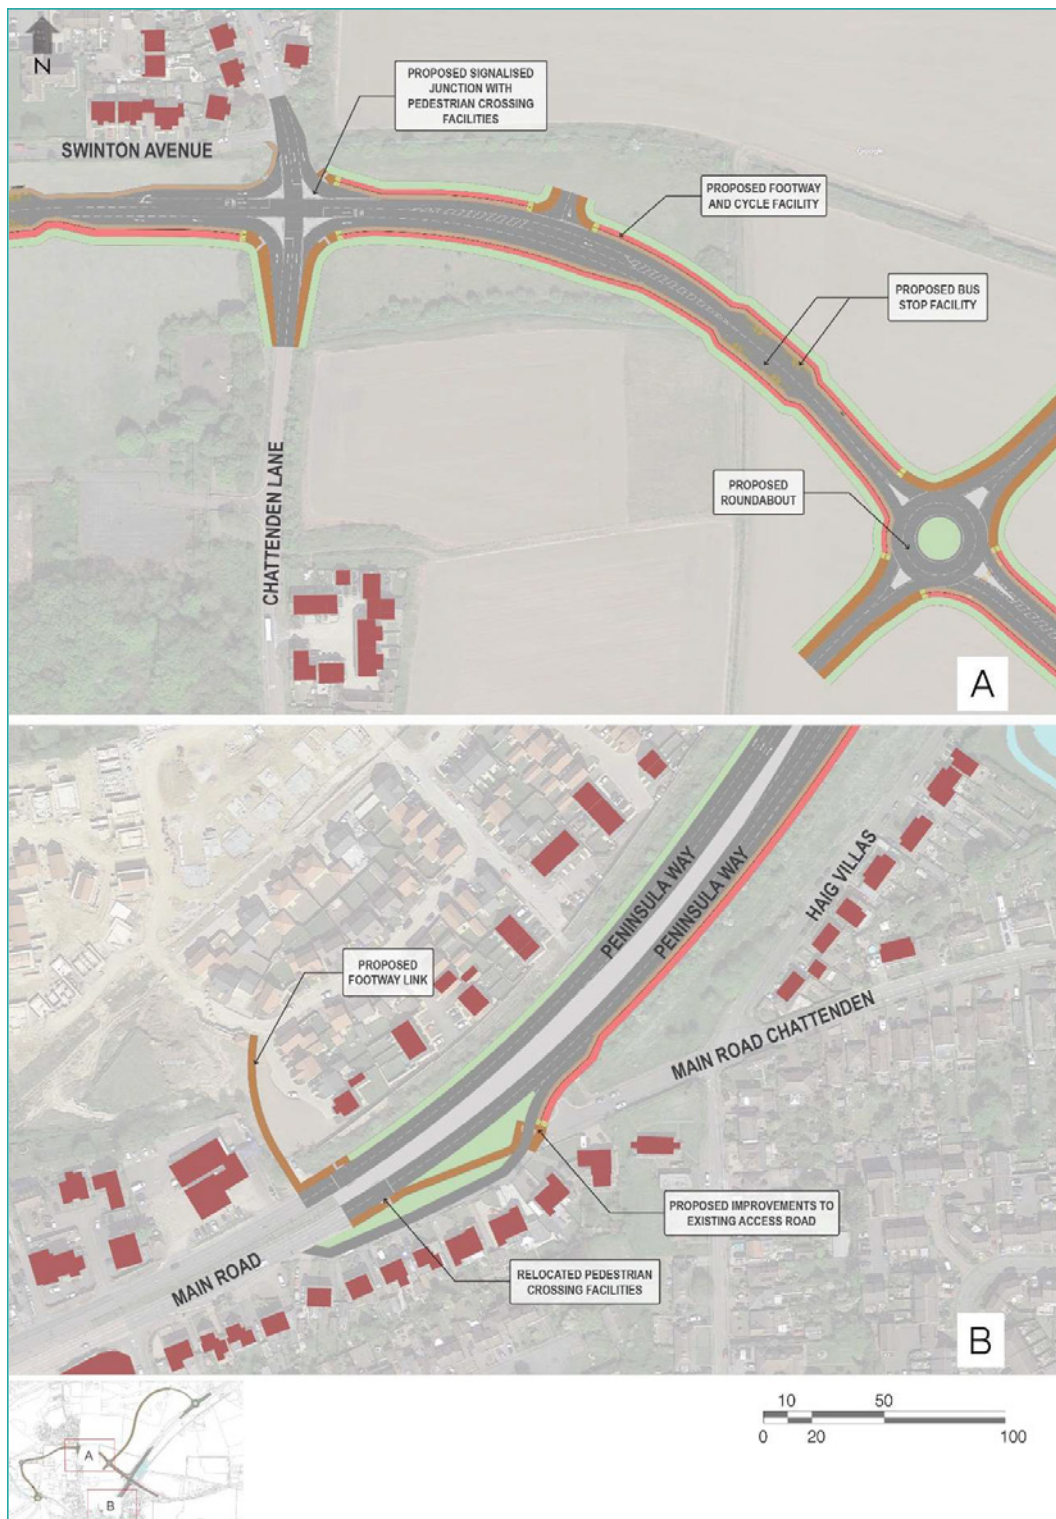 N
PROPOSED SIGNALISED
JUNCTION WITH
PEDESTRIAN CROSSING
FACILITIES
SWINTON AVENUE
Google
PROPOSED FOOTWAY
AND CYCLE FACILITY
PROPOSED BUS
STOP FACILITY
CHATTENDEN LANE
PROPOSED
ROUNDABOUT
A
PENINSULA WAY
PENINSULA WAY
HAIG VILLAS
PROPOSED
FOOTWAY LINK
MAIN ROAD CHATTENDEN
PROPOSED IMPROVEMENTS TO
EXISTING ACCESS ROAD
MAIN ROAD
RELOCATED PEDESTRIAN
CROSSING FACILITIES
B
A
B
10 50
0 20 100